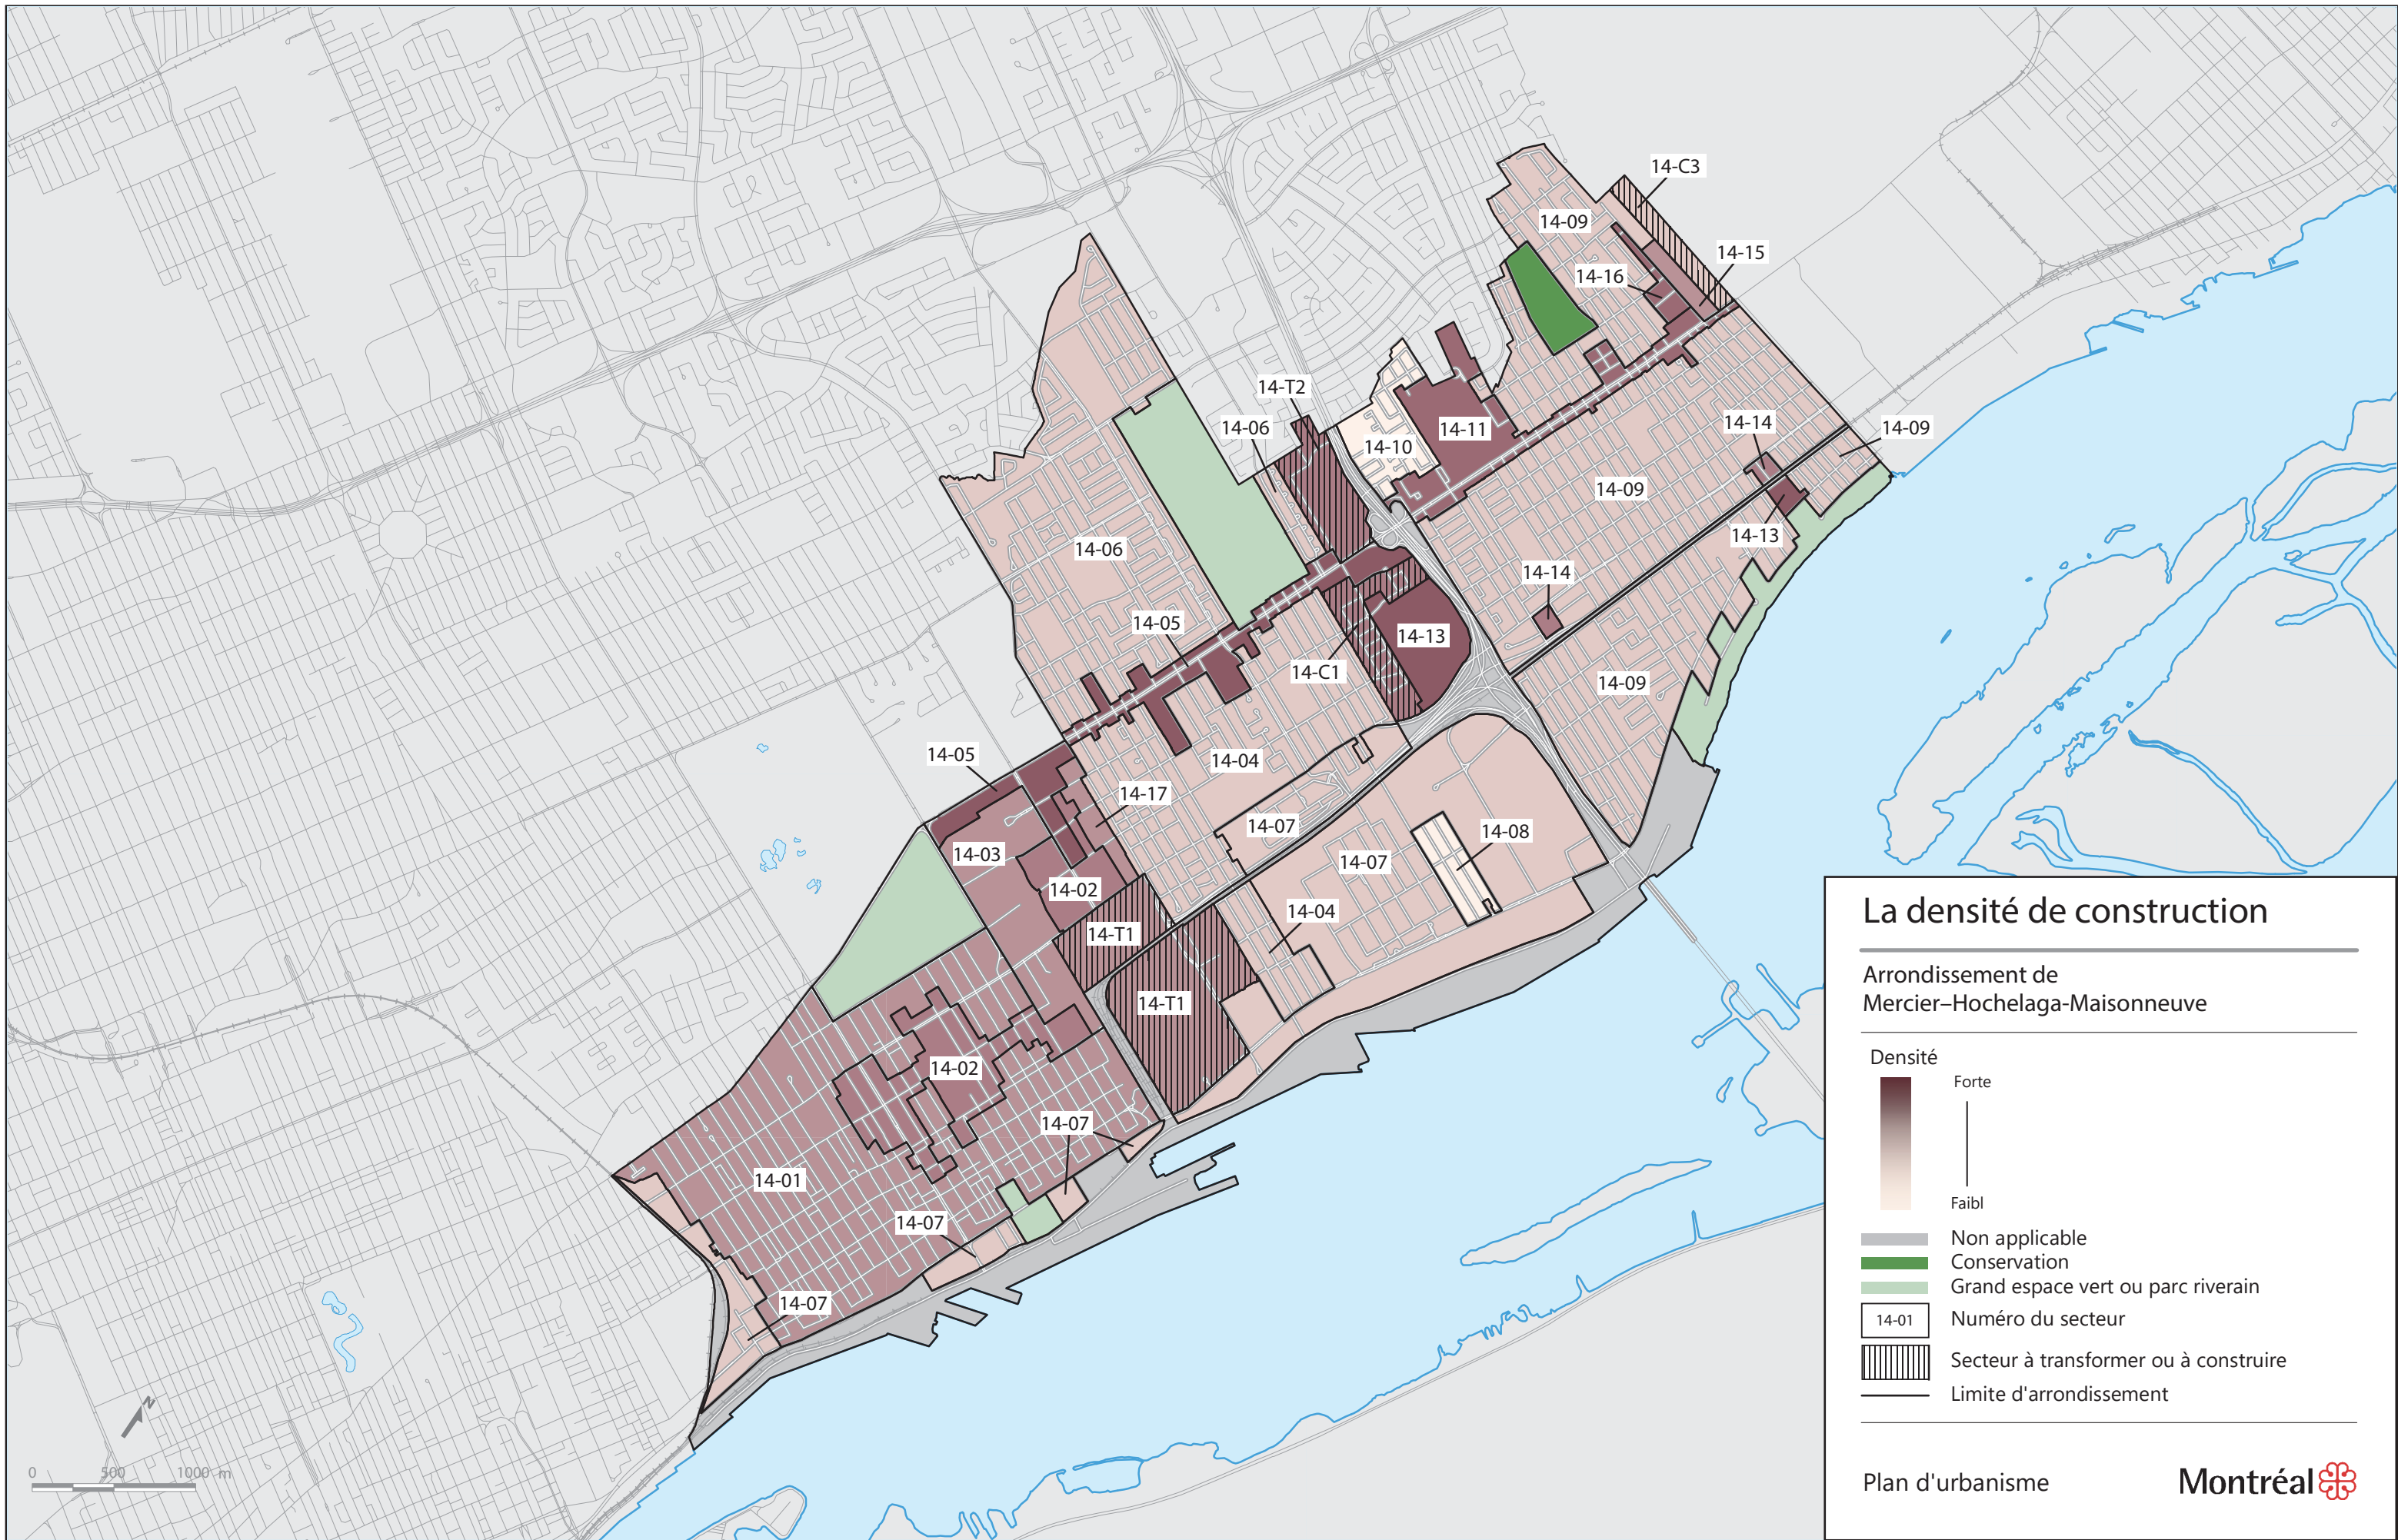 14-C3
14-09
14-15
14-16
14-T2
14-06
14-11
14-10
14-14
14-09
14-09
14-13
14-06
14-14
14-05
14-13
14-C1
14-09
14-05
14-04
14-17
14-07
14-08
14-03
14-07
14-02
14-04
14-T1
14-T1
14-02
14-07
14-01
14-07
14-07
N
0 500 1000 m
La densité de construction
Arrondissement de
Mercier–Hochelaga-Maisonneuve
Densité
Forte
Faibl
Non applicable
Conservation
Grand espace vert ou parc riverain
14-01 Numéro du secteur
Secteur à transformer ou à construire
Limite d'arrondissement
Plan d'urbanisme
Montréal